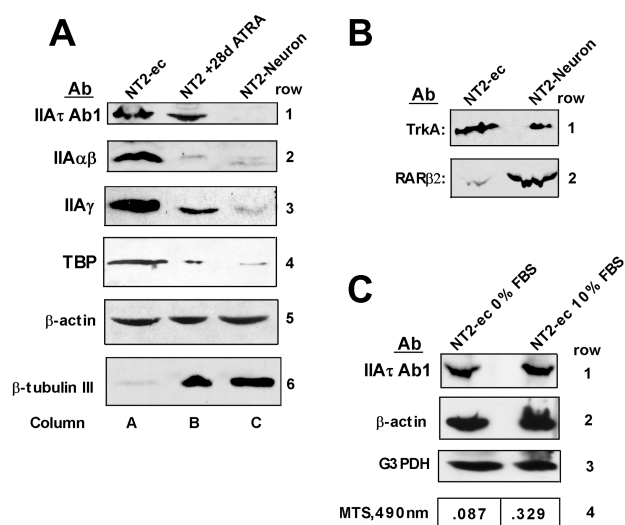 A
NT2-ec
NT2 +28d ATRA
NT2-Neuron
Ab
row
IIAτ Ab1
1
IIAαβ
2
IIAγ
3
TBP
4
β-actin
5
β-tubulin III
6
Column
A
B
C
B
NT2-ec
NT2-Neuron
Ab
row
TrkA:
1
RARβ2:
2
C
NT2-ec 0% FBS
NT2-ec 10% FBS
Ab
row
IIAτ Ab1
1
β-actin
2
G3PDH
3
MTS,490nm
.087
.329
4